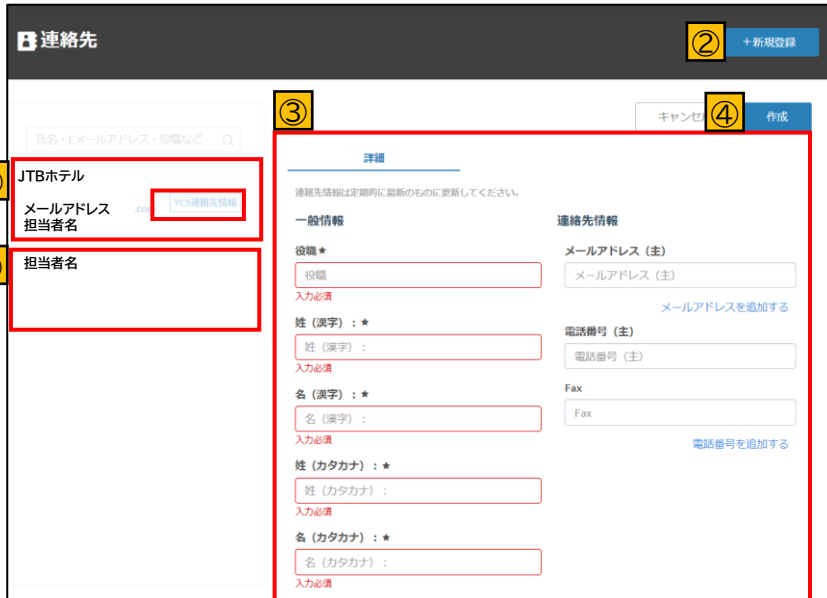 連絡先
②
+新規登録
③
キャンセル
④
作成
氏名・Eメールアドレス・役職など
詳細
JTBホテル
連絡先情報は定期的に最新のものに更新してください。
メールアドレス
.com
YCS連絡先情報
担当者名
一般情報
連絡先情報
役職★
メールアドレス（主）
役職
メールアドレス（主）
入力必須
メールアドレスを追加する
担当者名
姓（漢字）：★
電話番号（主）
姓（漢字）：
電話番号（主）
入力必須
名（漢字）：★
Fax
名（漢字）：
Fax
入力必須
電話番号を追加する
姓（カタカナ）：★
姓（カタカナ）：
入力必須
名（カタカナ）：★
名（カタカナ）：
入力必須